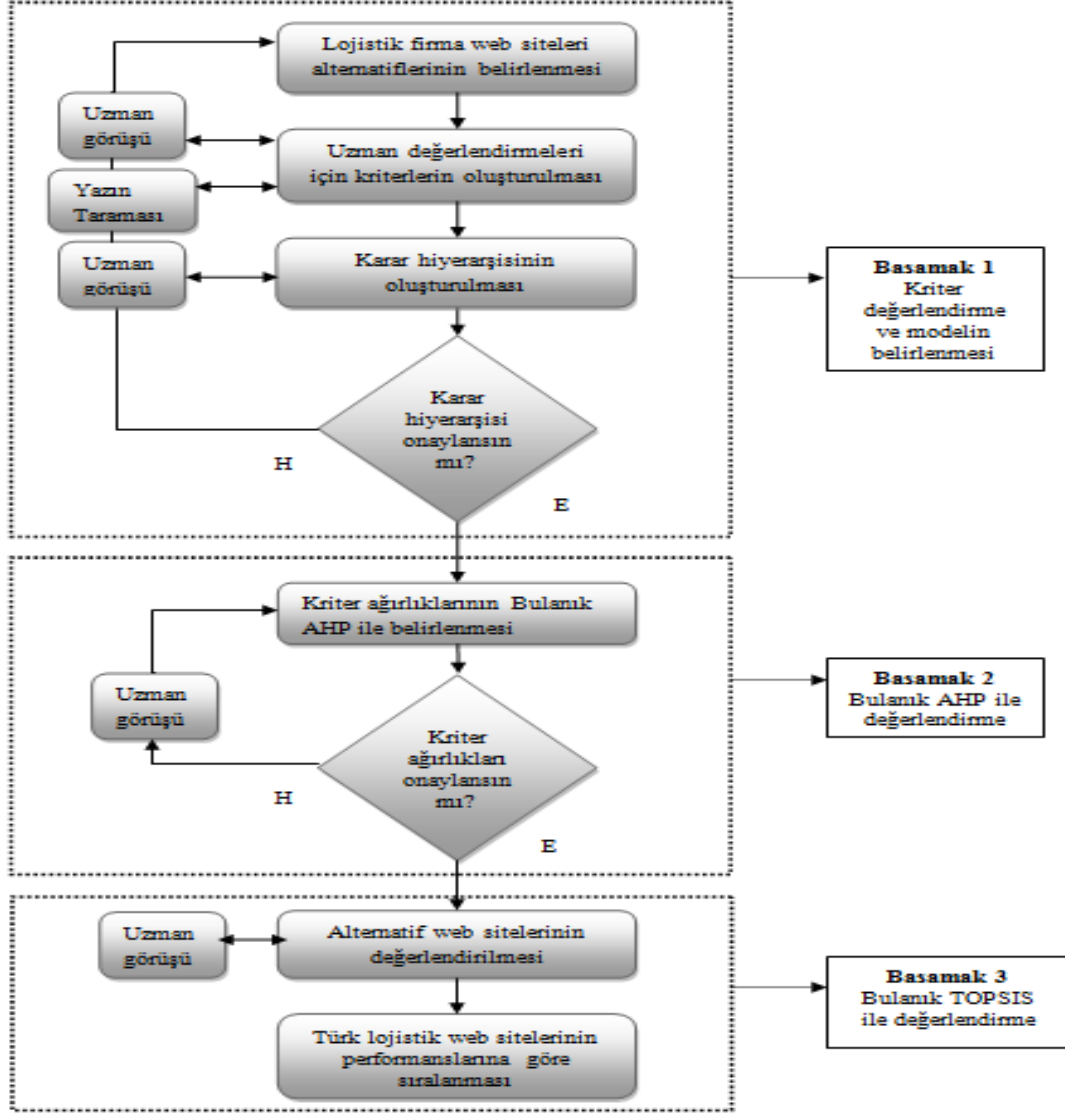 Lojistik firma web siteleri
alternatiflerinin belirlenmesi
Uzman
görüşü
Uzman değerlendirmeleri
için kriterlerin oluşturulması
Yazın
Taraması
Uzman
görüşü
Karar hiyerarşisinin
oluşturulması
Basamak 1
Kriter
değerlendirme
ve modelin
belirlenmesi
Karar
hiyerarşisi
onaylansın
mı?
H
E
Kriter ağırlıklarının Bulanık
AHP ile belirlenmesi
Uzman
görüşü
Basamak 2
Bulanık AHP ile
değerlendirme
Kriter
ağırlıkları
onaylansın
mı?
H
E
Uzman
görüşü
Alternatif web sitelerinin
değerlendirilmesi
Basamak 3
Bulanık TOPSIS
ile değerlendirme
Türk lojistik web sitelerinin
performanslarına göre
sıralanması